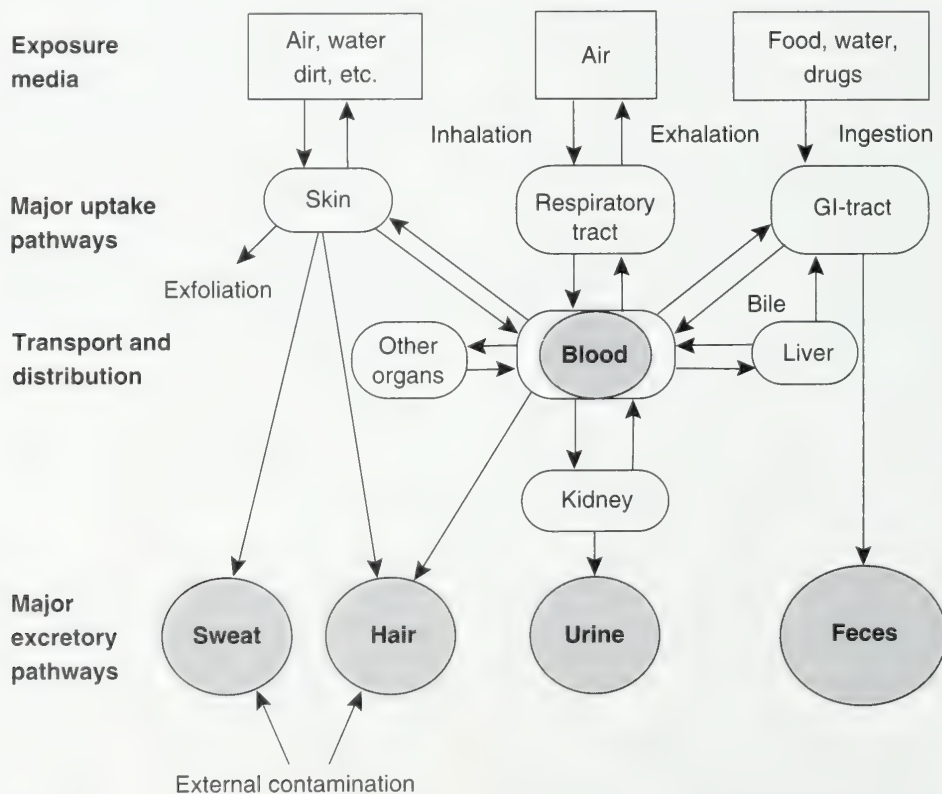 Exposure
media
Air, water
dirt, etc.
Air
Food, water,
drugs
Inhalation
Exhalation
Ingestion
Major uptake
pathways
Skin
Respiratory
tract
GI-tract
Exfoliation
Bile
Transport and
distribution
Other
organs
Blood
Liver
Kidney
Major
excretory
pathways
Sweat
Hair
Urine
Feces
External contamination